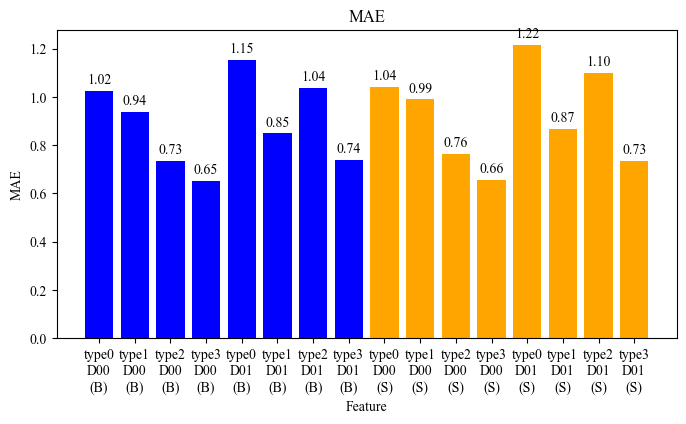 MAE
MAE
1.2
1.0
0.8
0.6
0.4
0.2
0.0
1.02 0.94 0.73 0.65 1.15 0.85 1.04 0.74 1.04 0.99 0.76 0.66 1.22 0.87 1.10 0.73
type0 type1 type2 type3 type0 type1 type2 type3 type0 type1 type2 type3 type0 type1 type2 type3
D00 D00 D00 D00 D01 D01 D01 D01 D00 D00 D00 D00 D01 D01 D01 D01
(B) (B) (B) (B) (B) (B) (B) (B) (S) (S) (S) (S) (S) (S) (S) (S)
Feature